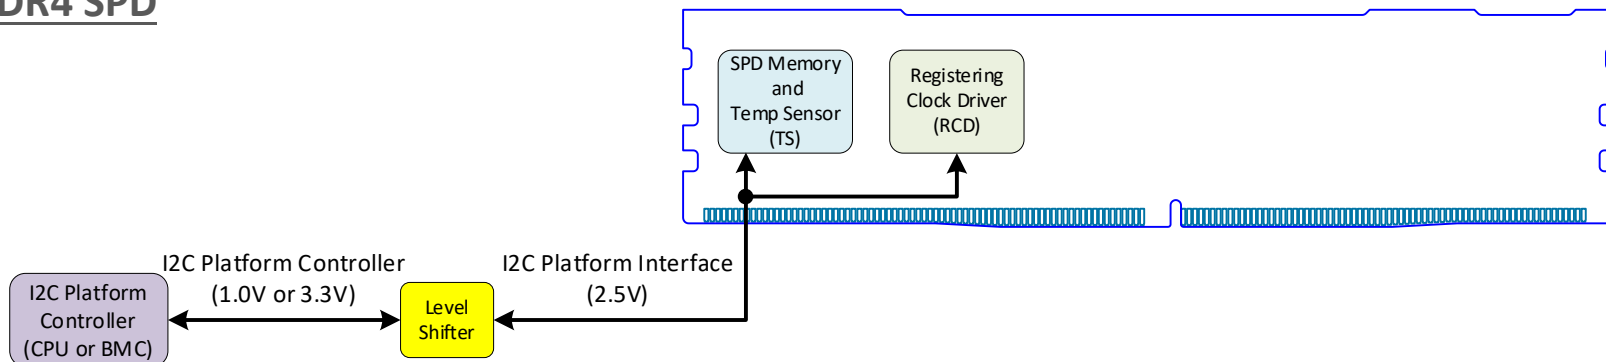 DR4 SPD
SPD Memory
and
Temp Sensor
(TS)
Registering
Clock Driver
(RCD)
I2C Platform Controller
(1.0V or 3.3V)
I2C Platform Interface
(2.5V)
I2C Platform
Controller
(CPU or BMC)
Level
Shifter